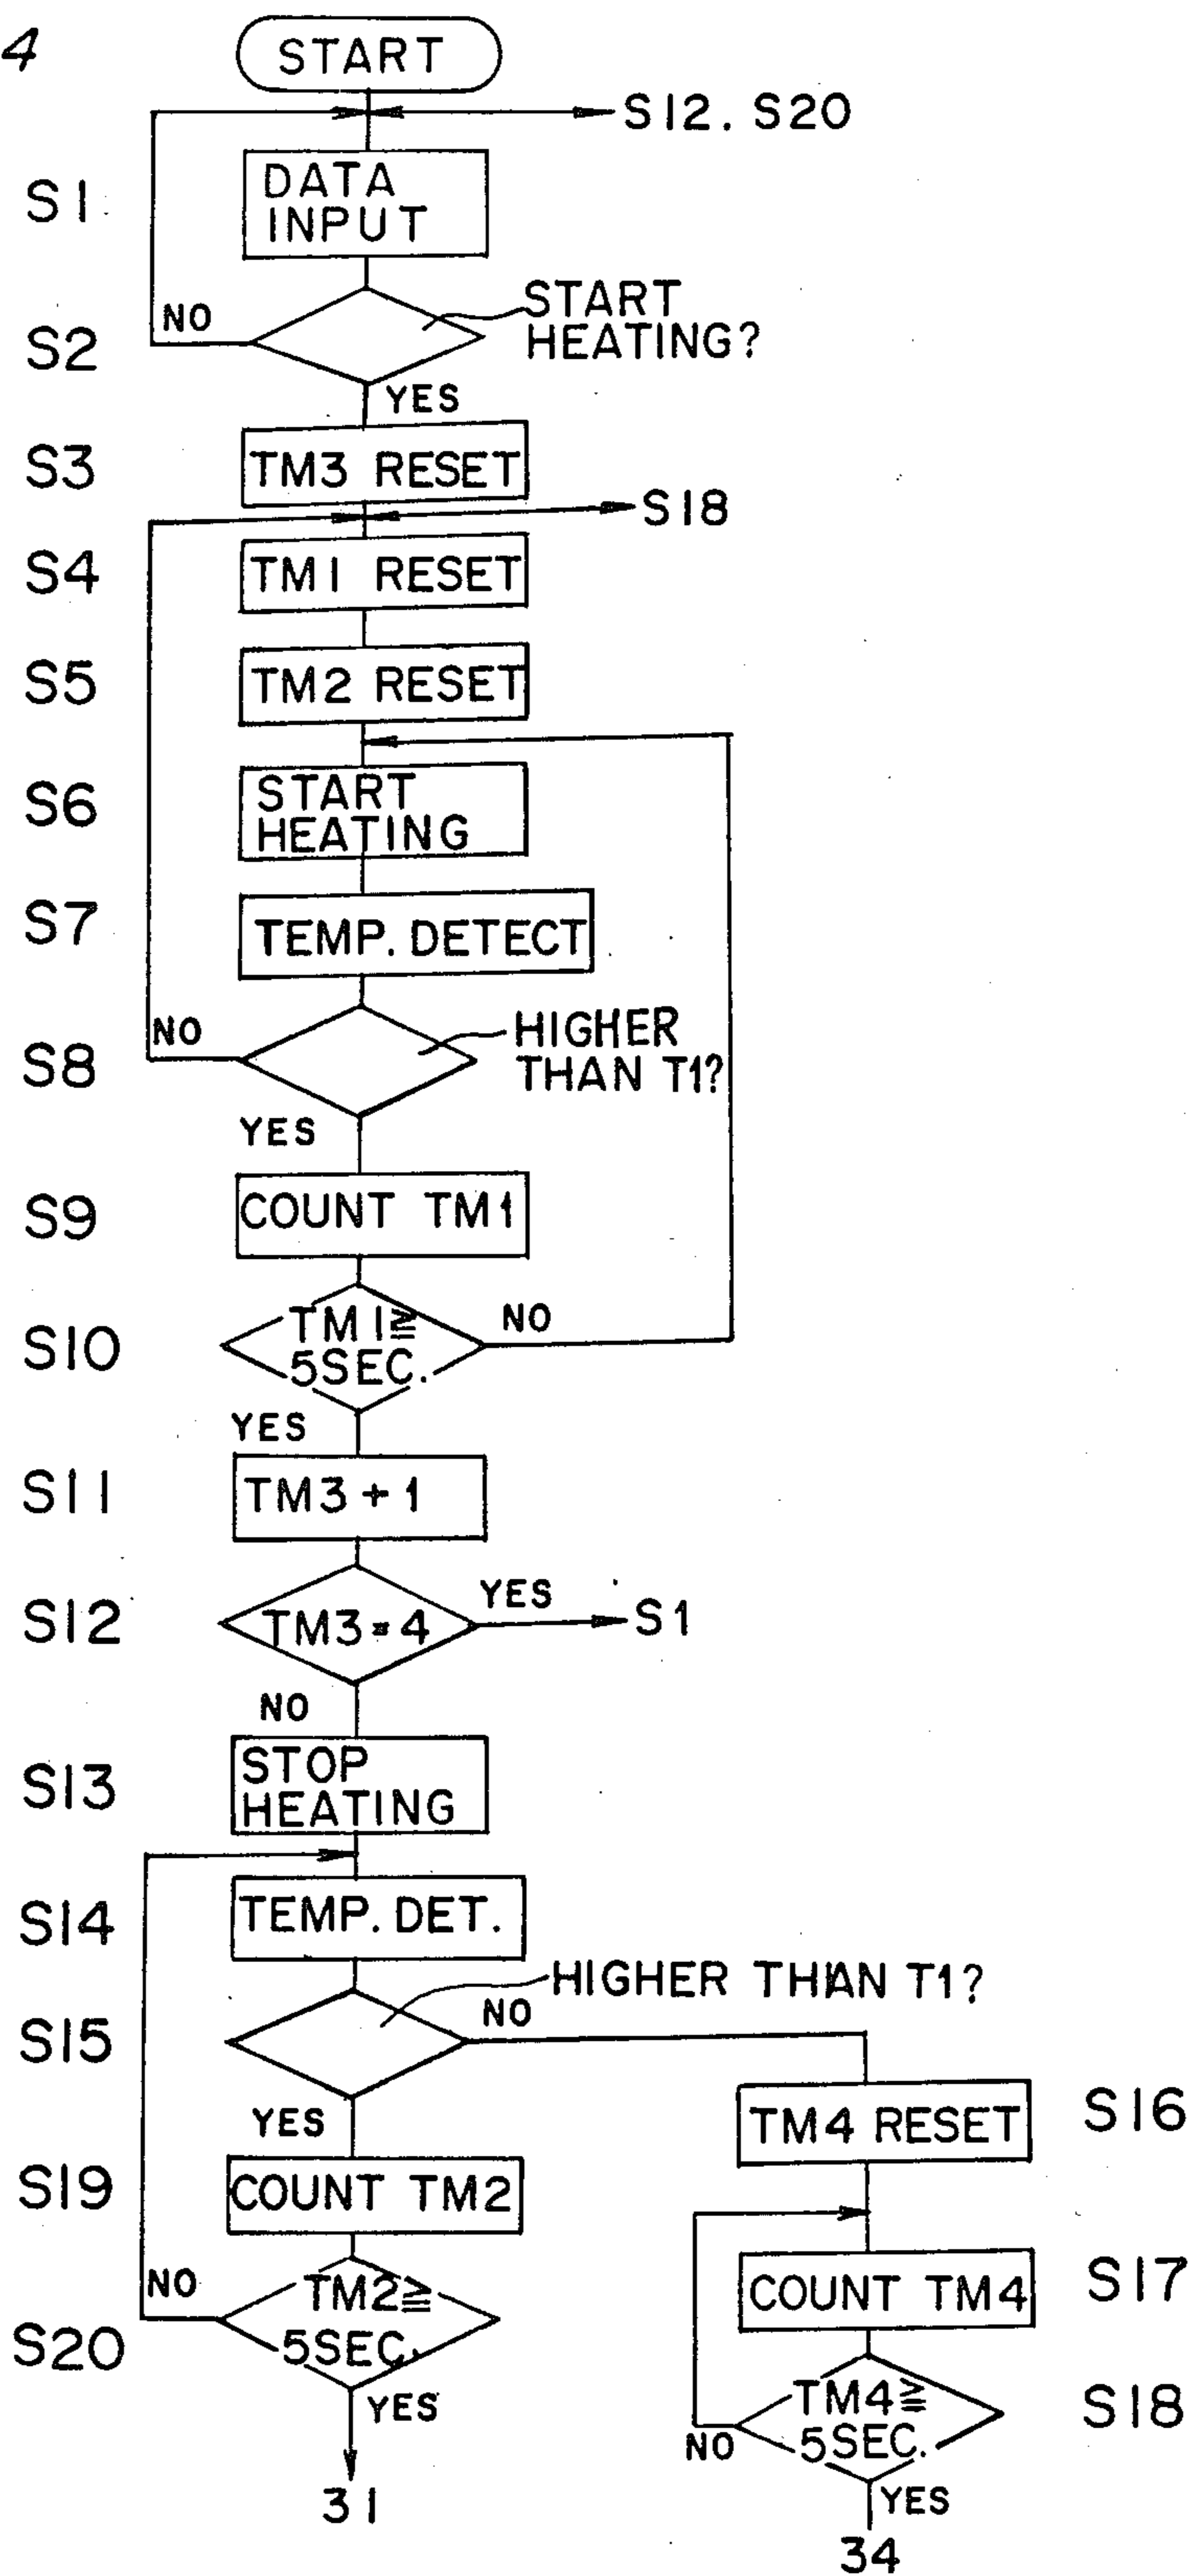 4
START
S12. S20
S1
DATA
INPUT
START
HEATING?
NO
S2
YES
S3
TM3 RESET
S18
S4
TM1 RESET
S5
TM2 RESET
S6
START
HEATING
S7
TEMP. DETECT
NO
HIGHER
THAN T1?
S8
YES
S9
COUNT TM1
S10
TM1≧
5SEC.
NO
YES
S11
TM3+1
S12
TM3=4
YES
S1
NO
S13
STOP
HEATING
S14
TEMP. DET.
HIGHER THAN T1?
S15
NO
YES
TM4 RESET
S16
S19
COUNT TM2
COUNT TM4
S17
NO
TM2≧
5SEC.
S20
YES
31
TM4≧
5SEC.
S18
NO
YES
34